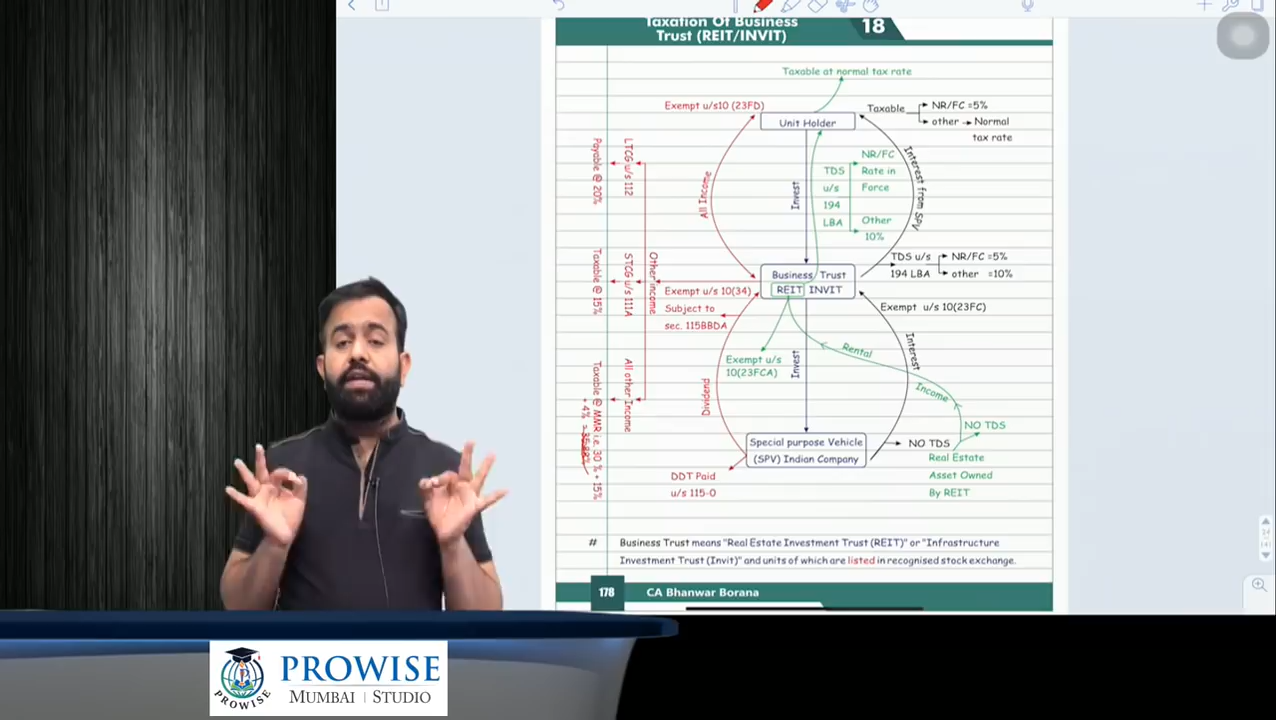 Taxation Of Business
Trust (REIT/INVIT)
18
Taxable at normal tax rate
Exempt u/s10 (23FD)
Unit Holder
Taxable
NR/FC =5%
other → Normal
tax rate
LTCG u/s 112
Payable @ 20%
All Income
Invest
TDS
u/s
194
LBA
NR/FC
Rate in
Force
Other
10%
Interest from SPV
STCG u/s 111A
Taxable @ 15%
Other income
Business Trust
REIT INVIT
TDS u/s
194 LBA
NR/FC =5%
other =10%
Exempt u/s 10(34)
Subject to
sec. 115BBDA
Exempt u/s 10(23FC)
Exempt u/s
10(23FCA)
Invest
Rental
Income
Interest
Dividend
All other Income
Taxable @ MMR i.e. 30 % + 15%
+ 4%
Special purpose Vehicle
(SPV) Indian Company
NO TDS
NO TDS
Real Estate
Asset Owned
By REIT
DDT Paid
u/s 115-O
# Business Trust means "Real Estate Investment Trust (REIT)" or "Infrastructure
Investment Trust (Invit)" and units of which are listed in recognised stock exchange.
178
CA Bhanwar Borana
PROWISE
PROWISE
MUMBAI | STUDIO